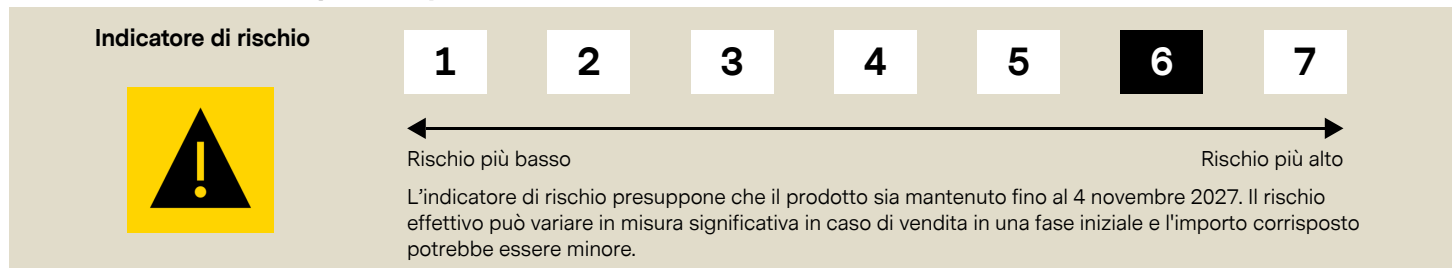 Indicatore di rischio
1 2 3 4 5 6 7
Rischio più basso Rischio più alto
L'indicatore di rischio presuppone che il prodotto sia mantenuto fino al 4 novembre 2027. Il rischio
effettivo può variare in misura significativa in caso di vendita in una fase iniziale e l'importo corrisposto
potrebbe essere minore.